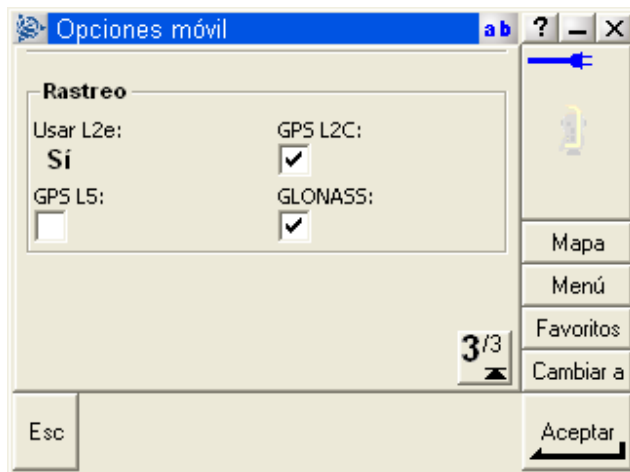 Opciones móvil
a b
?
Rastreo
Usar L2e: GPS L2C:
Sí
GPS L5: GLONASS:
Mapa
Menú
Favoritos
3/3
Cambiar a
Esc
Aceptar